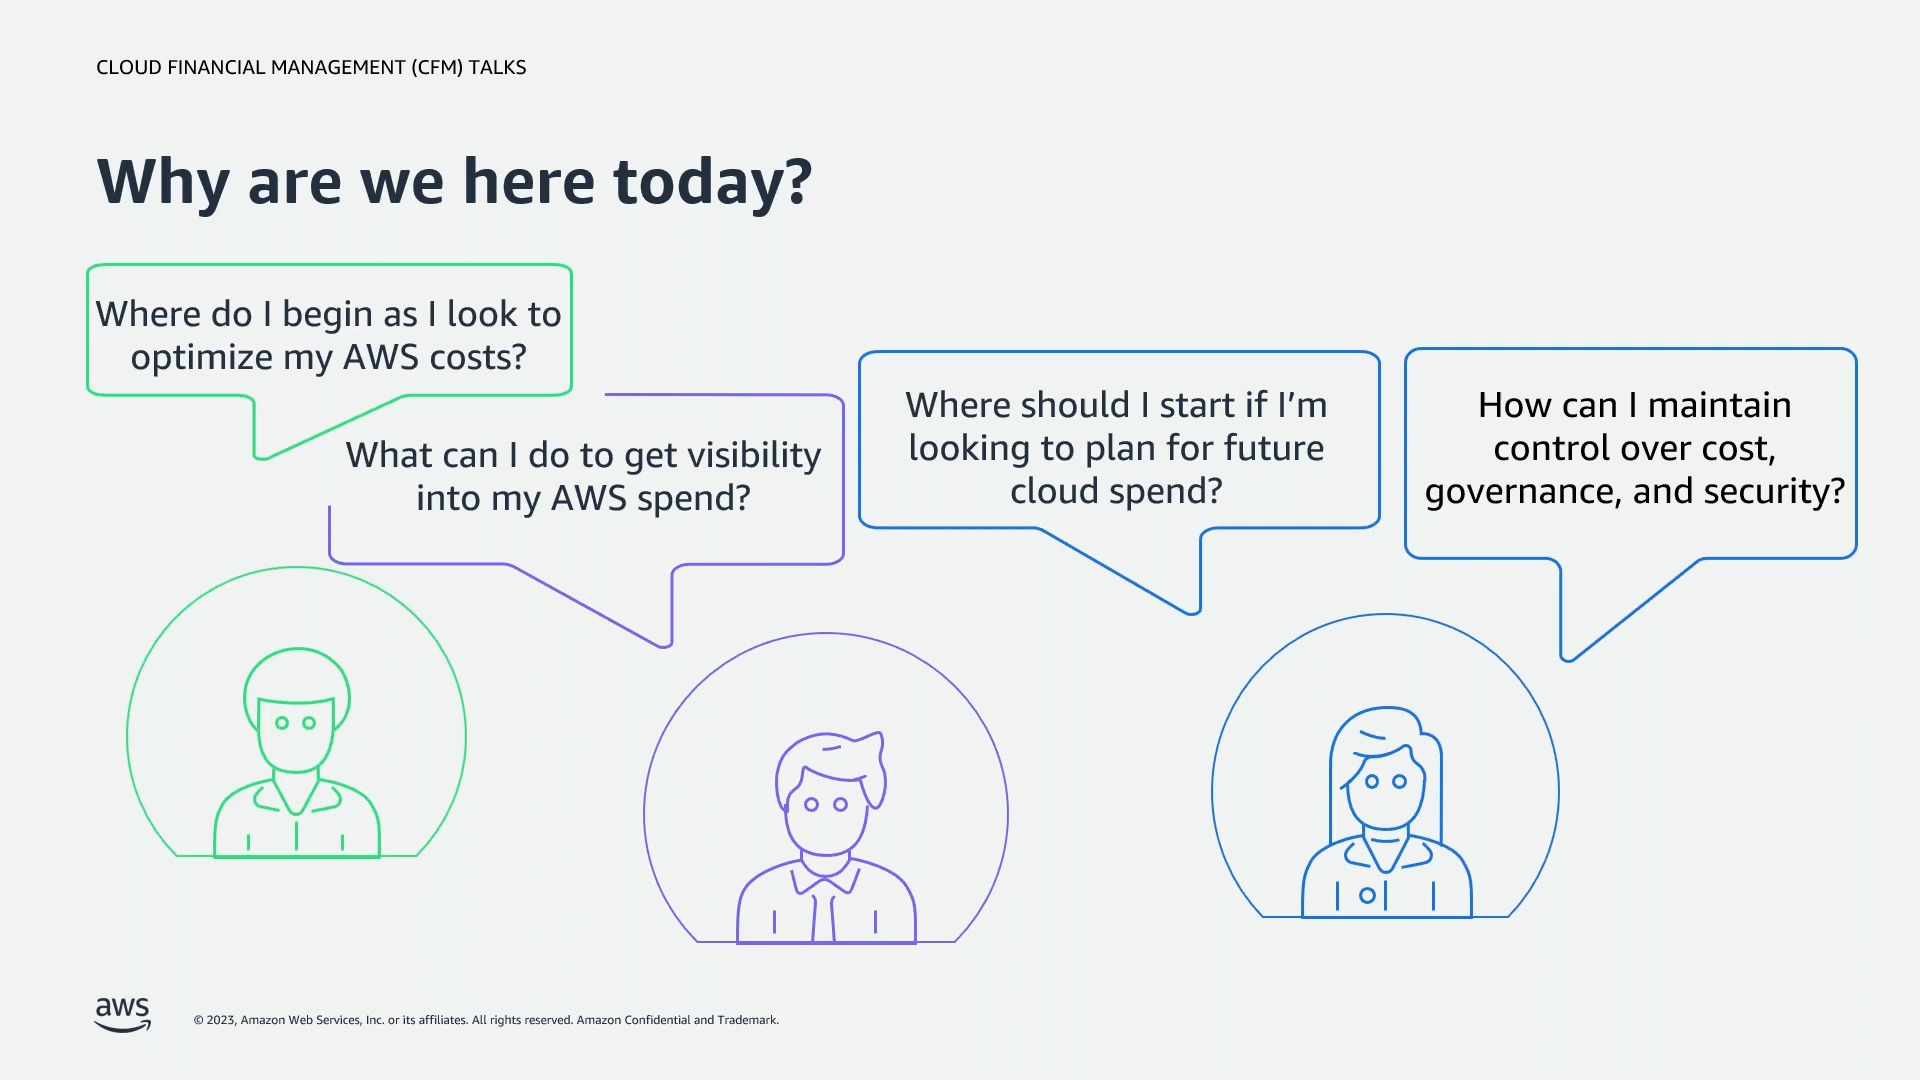 CLOUD FINANCIAL MANAGEMENT (CFM) TALKS
Why are we here today?
Where do I begin as I look to
optimize my AWS costs?
What can I do to get visibility
into my AWS spend?
Where should I start if I’m
looking to plan for future
cloud spend?
How can I maintain
control over cost,
governance, and security?
aws
© 2023, Amazon Web Services, Inc. or its affiliates. All rights reserved. Amazon Confidential and Trademark.